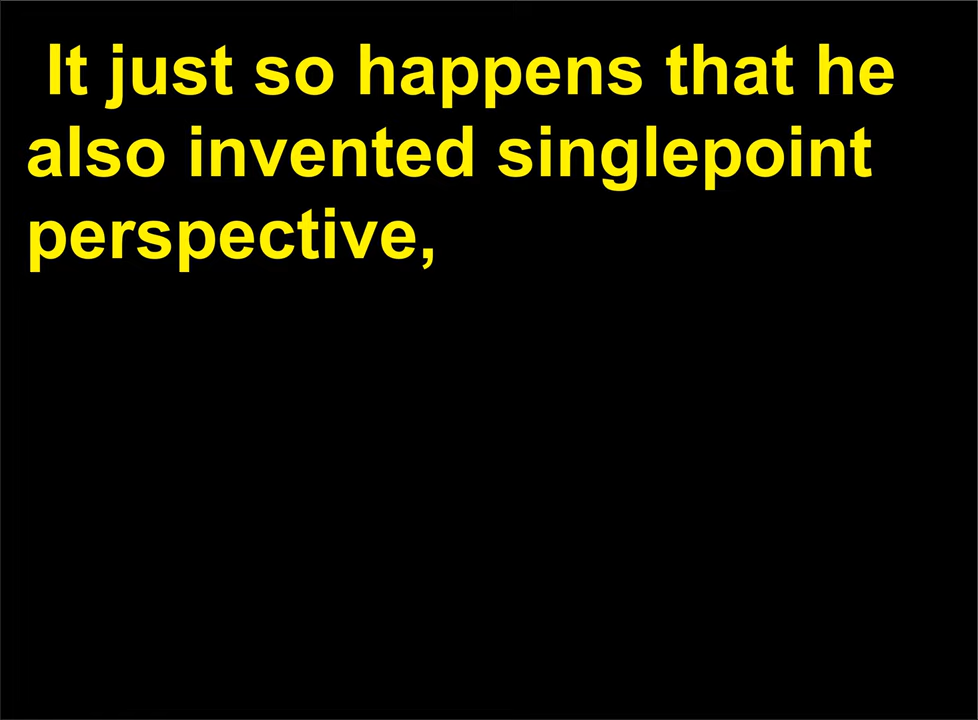 It just so happens that he
also invented singlepoint
perspective,